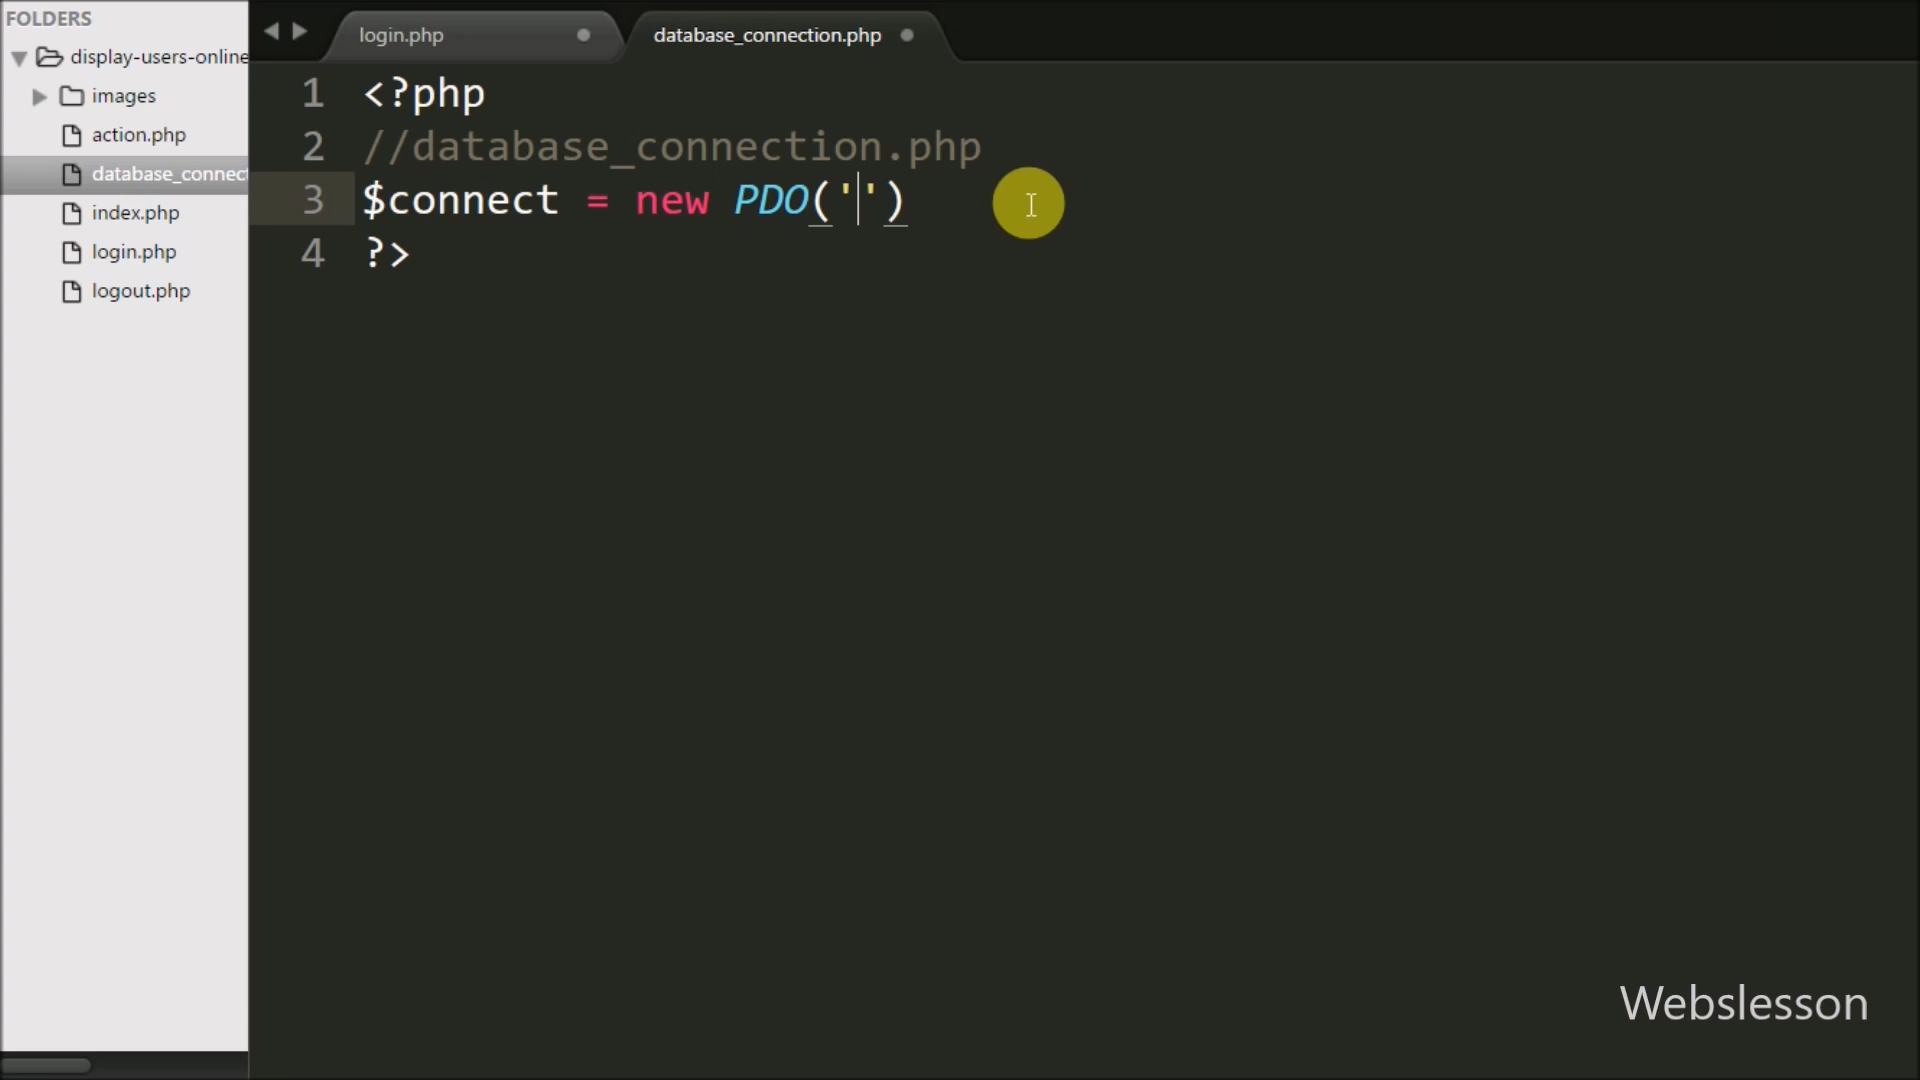 FOLDERS
display-users-online
images
action.php
database_connect
index.php
login.php
logout.php
login.php
database_connection.php
1 <?php
2 //database_connection.php
3 $connect = new PDO('')
4 ?>
Webslesson